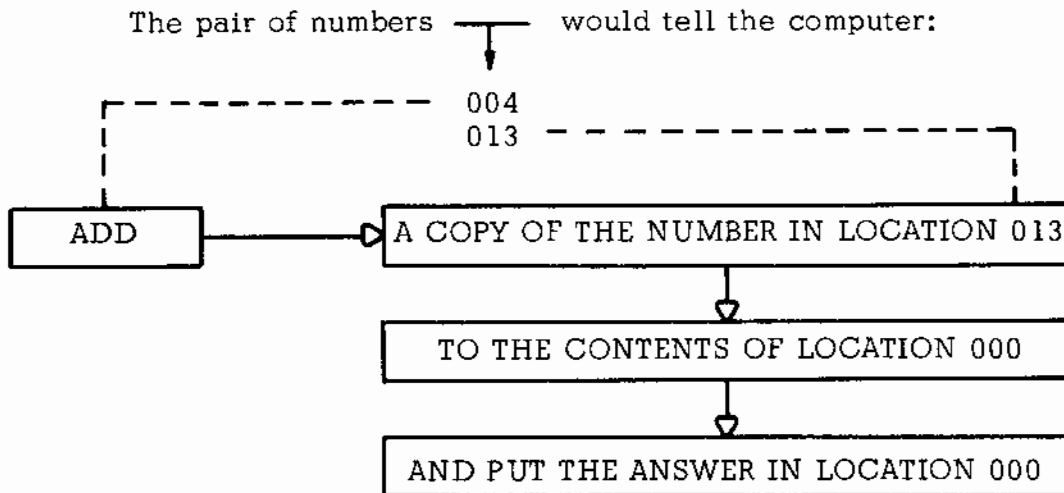 The pair of numbers would tell the computer:
004
013
ADD
A COPY OF THE NUMBER IN LOCATION 013
TO THE CONTENTS OF LOCATION 000
AND PUT THE ANSWER IN LOCATION 000